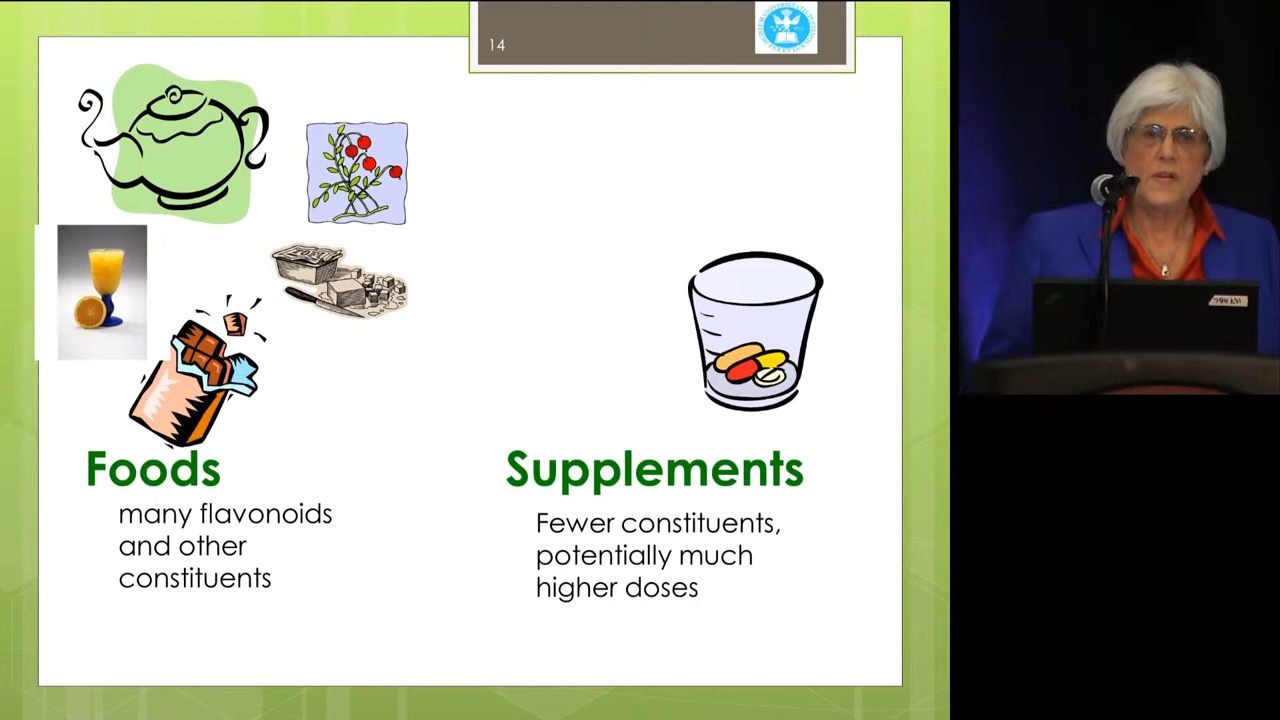 14
Foods
many flavonoids
and other
constituents
Supplements
Fewer constituents,
potentially much
higher doses